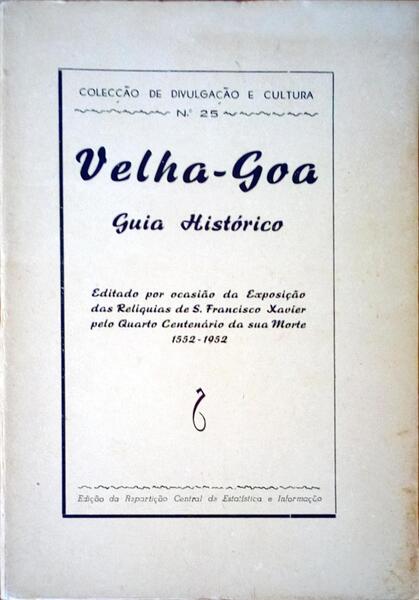 COLECÇÃO DE DIVULGAÇÃO E CULTURA
N.º 25
Velha-Goa
Guia Histórico
Editado por ocasião da Exposição
das Reliquias de S. Francisco Xavier
pelo Quarto Centenário da sua Morte
1552-1952
Edição da Repartição Central de Estatística e Informação